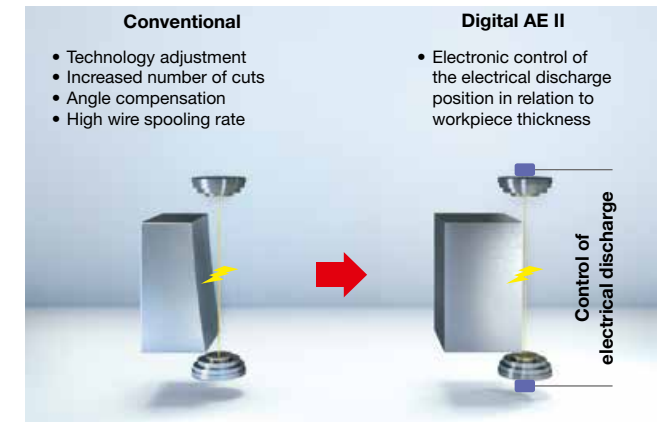 Conventional
• Technology adjustment
• Increased number of cuts
• Angle compensation
• High wire spooling rate
Digital AE II
• Electronic control of
the electrical discharge
position in relation to
workpiece thickness
Control of
electrical discharge